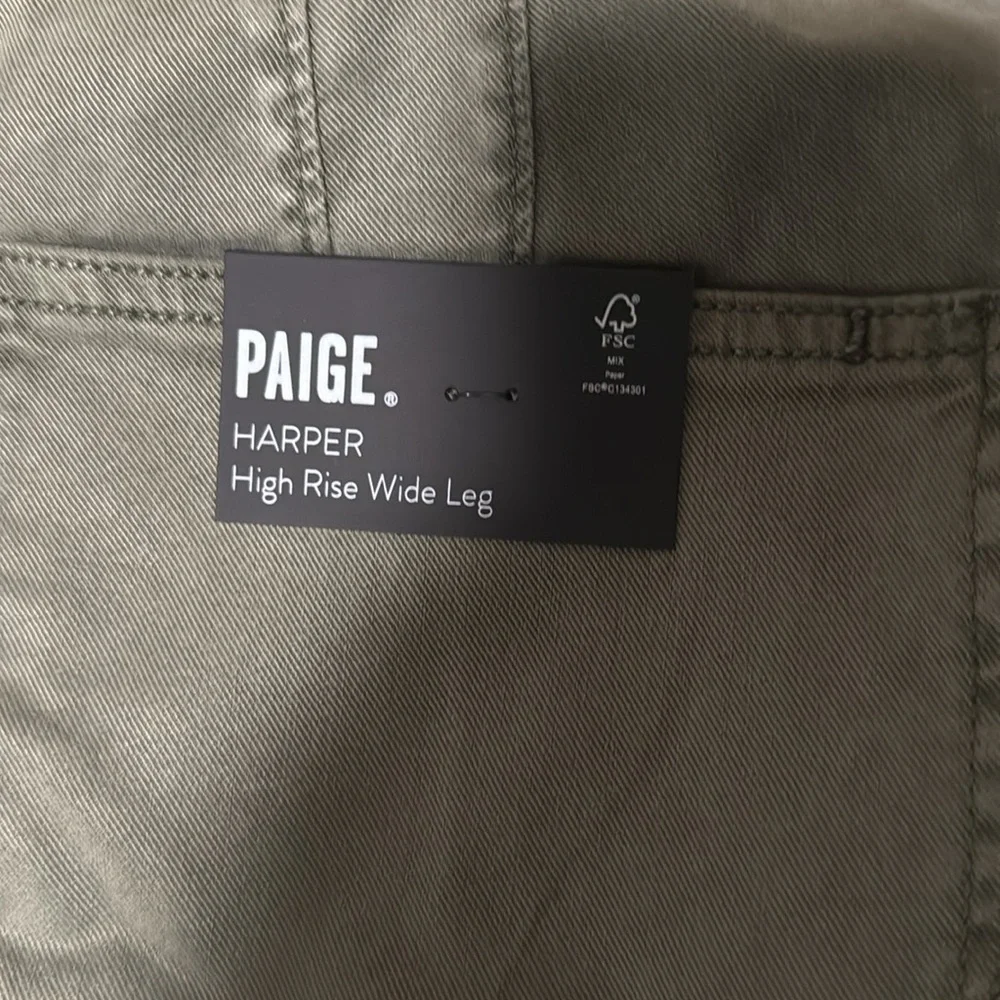 PAIGE®
HARPER
High Rise Wide Leg
FSC
MIX
Paper
FSC®C134301